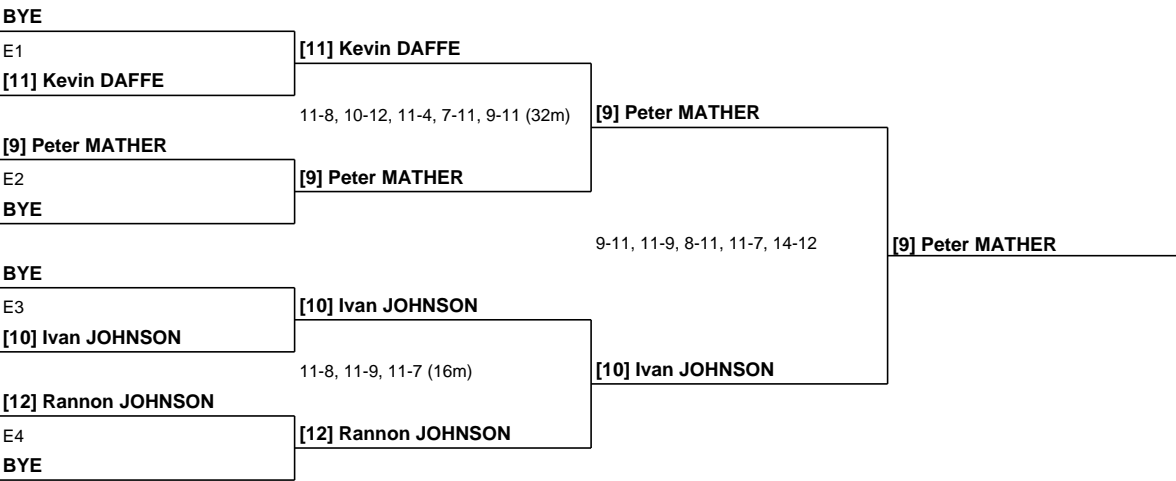 BYE
E1
[11] Kevin DAFFE
[9] Peter MATHER
E2
BYE
BYE
E3
[10] Ivan JOHNSON
[12] Rannon JOHNSON
E4
BYE
[11] Kevin DAFFE
11-8, 10-12, 11-4, 7-11, 9-11 (32m)
[9] Peter MATHER
[10] Ivan JOHNSON
11-8, 11-9, 11-7 (16m)
[12] Rannon JOHNSON
[9] Peter MATHER
9-11, 11-9, 8-11, 11-7, 14-12
[10] Ivan JOHNSON
[9] Peter MATHER